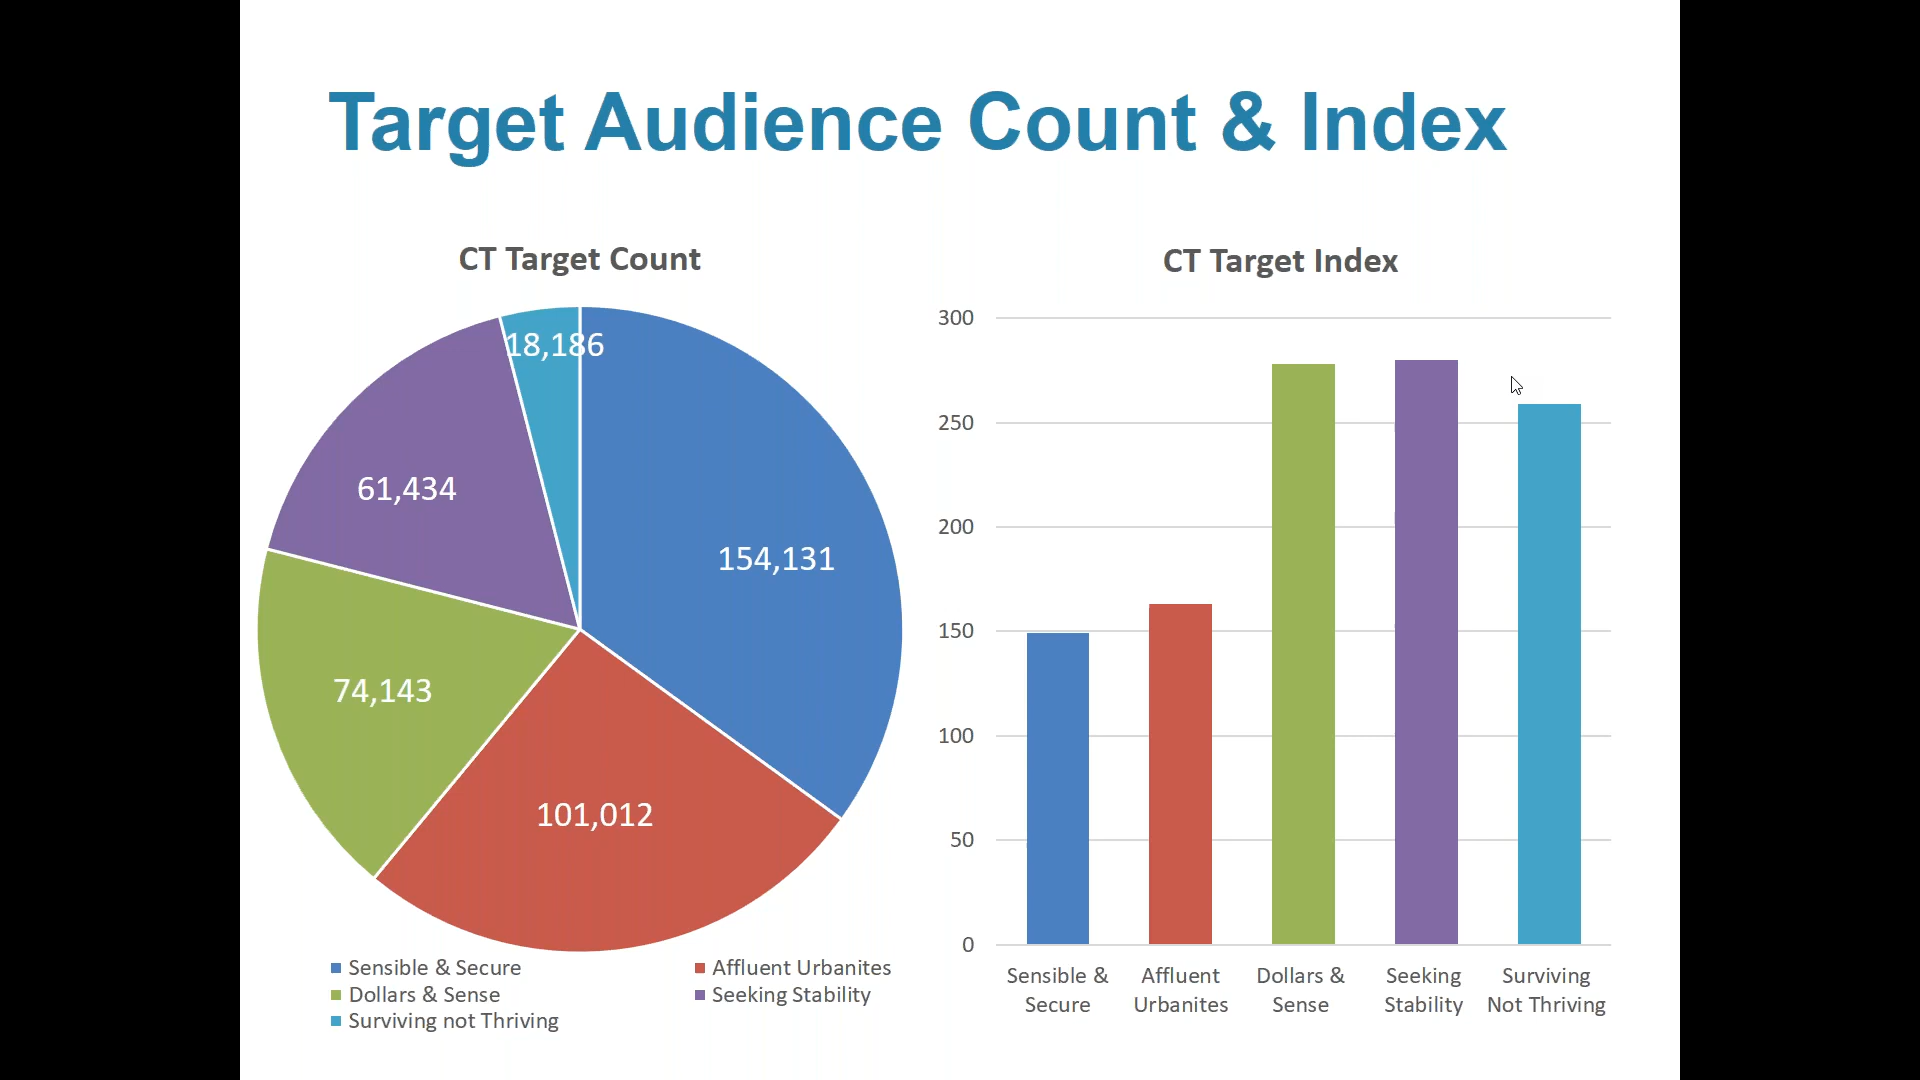 Target Audience Count & Index
CT Target Count
18,186
61,434
154,131
74,143
101,012
Sensible & Secure
Affluent Urbanites
Dollars & Sense
Seeking Stability
Surviving not Thriving
CT Target Index
300
250
200
150
100
50
0
Sensible &
Secure
Affluent
Urbanites
Dollars &
Sense
Seeking
Stability
Surviving
Not Thriving